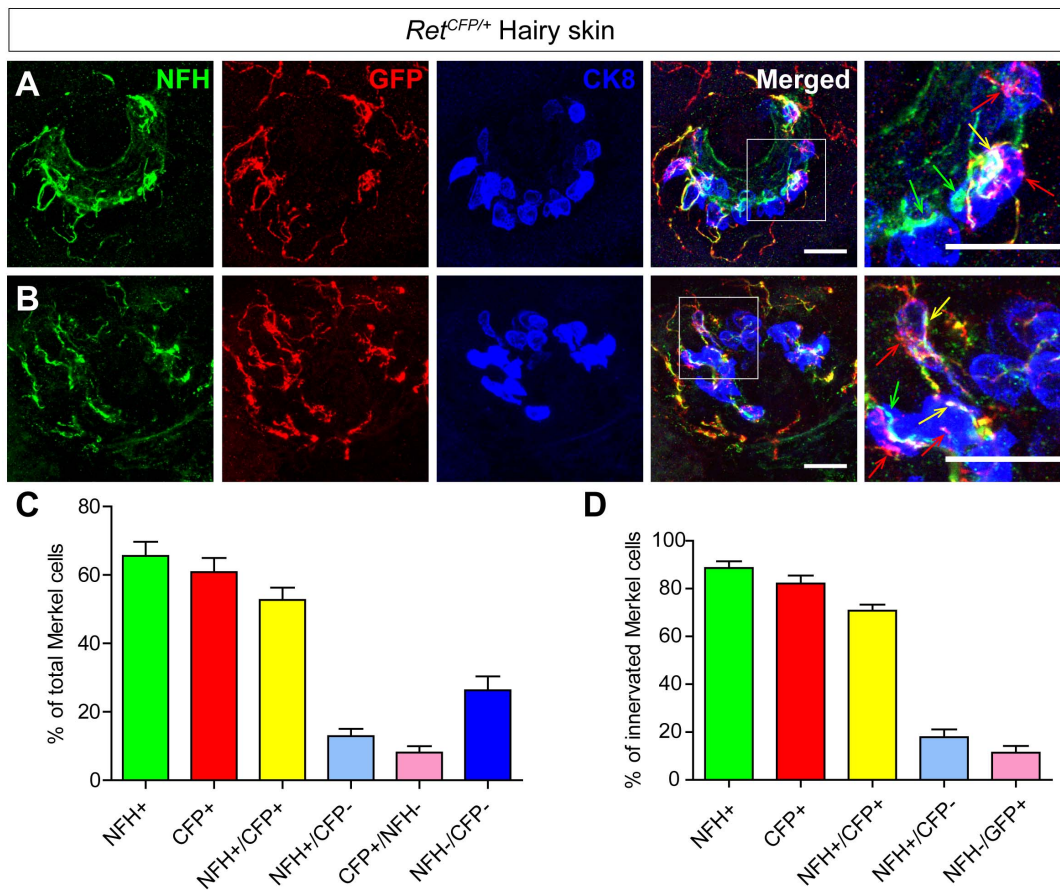 Ret^CFP/+ Hairy skin
A NFH GFP CK8 Merged
B
C
% of total Merkel cells
80
60
40
20
0
NFH+ CFP+ NFH+/CFP+ NFH+/CFP- CFP+/NFH- NFH-/CFP-
D
% of innervated Merkel cells
100
80
60
40
20
0
NFH+ CFP+ NFH+/CFP+ NFH+/CFP- NFH-/GFP+